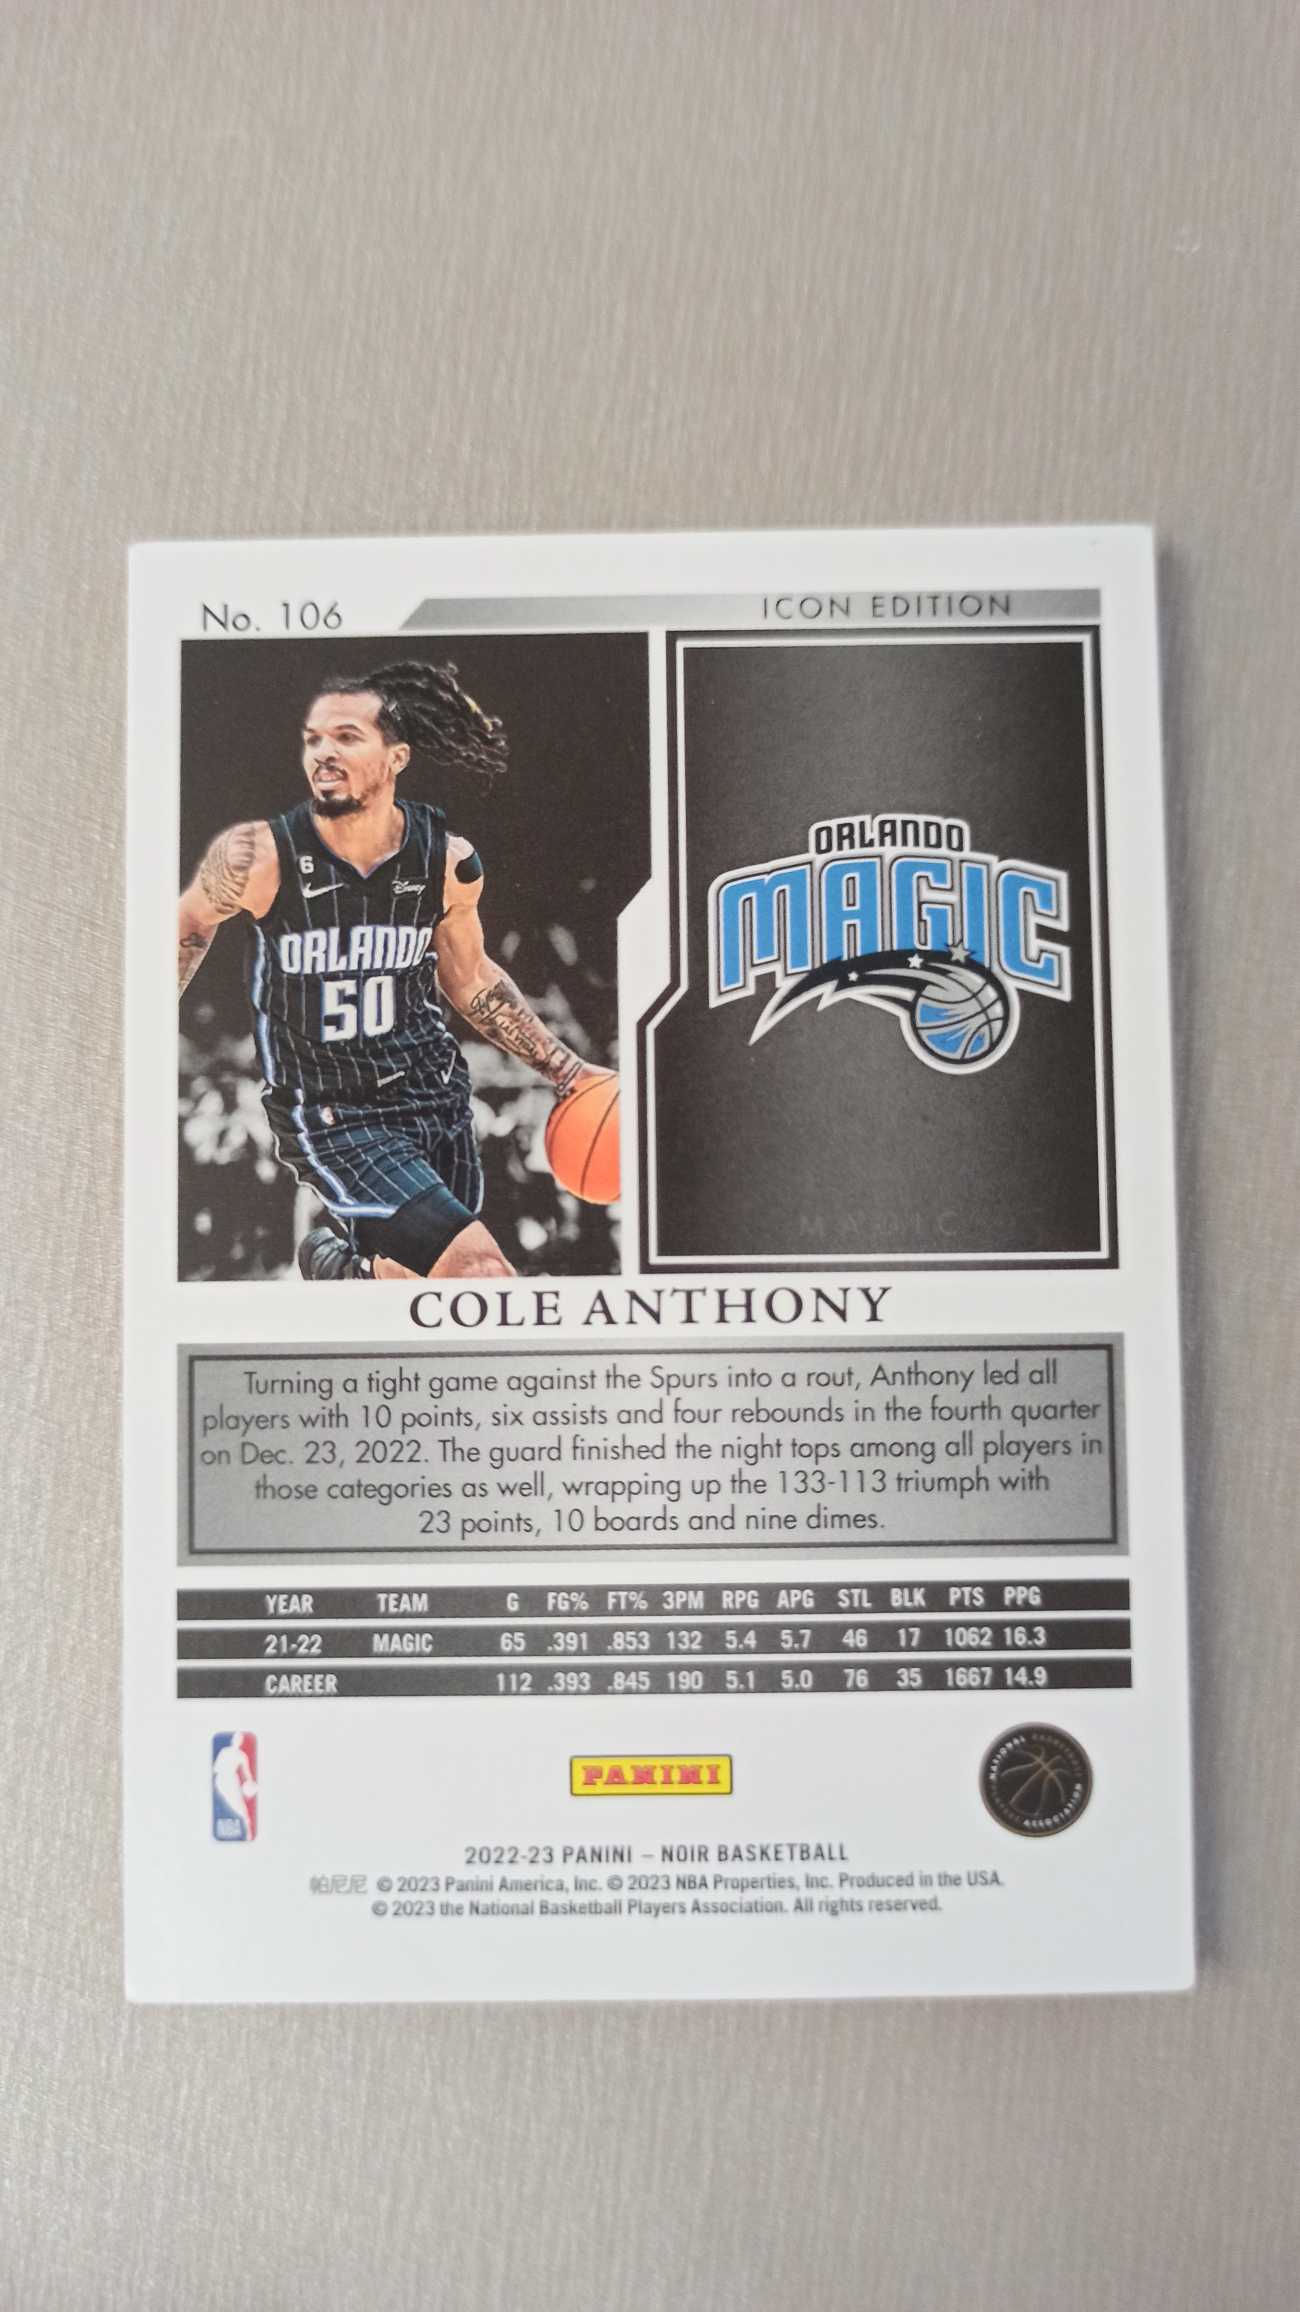 No. 106
ICON EDITION
6
Disney
ORLANDO
50
ORLANDO
MAGIC
COLE ANTHONY
Turning a tight game against the Spurs into a rout, Anthony led all
players with 10 points, six assists and four rebounds in the fourth quarter
on Dec. 23, 2022. The guard finished the night tops among all players in
those categories as well, wrapping up the 133-113 triumph with
23 points, 10 boards and nine dimes.
YEAR TEAM G FG% FT% 3PM RPG APG STL BLK PTS PPG
21-22 MAGIC 65 .391 .853 132 5.4 5.7 46 17 1062 16.3
CAREER 112 .393 .845 190 5.1 5.0 76 35 1667 14.9
NBA
PANINI
NATIONAL BASKETBALL
PLAYERS ASSOCIATION
2022-23 PANINI – NOIR BASKETBALL
帕尼尼 © 2023 Panini America, Inc. © 2023 NBA Properties, Inc. Produced in the USA.
© 2023 the National Basketball Players Association. All rights reserved.